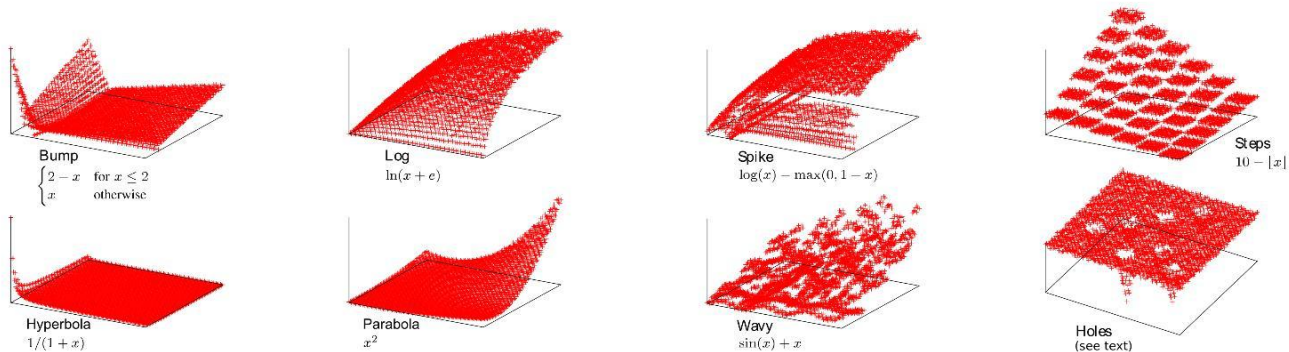 Bump
{2 − x for x ≤ 2
x otherwise
Log
ln(x + e)
Spike
log(x) − max(0, 1 − x)
Steps
10 − ⌊x⌋
Hyperbola
1/(1 + x)
Parabola
x²
Wavy
sin(x) + x
Holes
(see text)